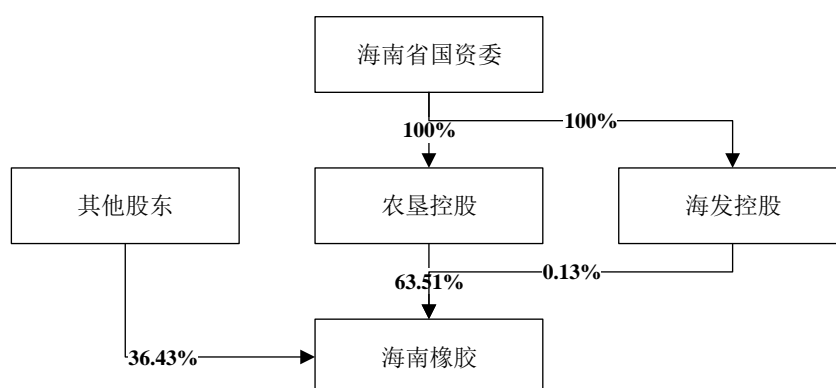 海南省国资委
100%
100%
其他股东
农垦控股
海发控股
63.51%
0.13%
36.43%
海南橡胶